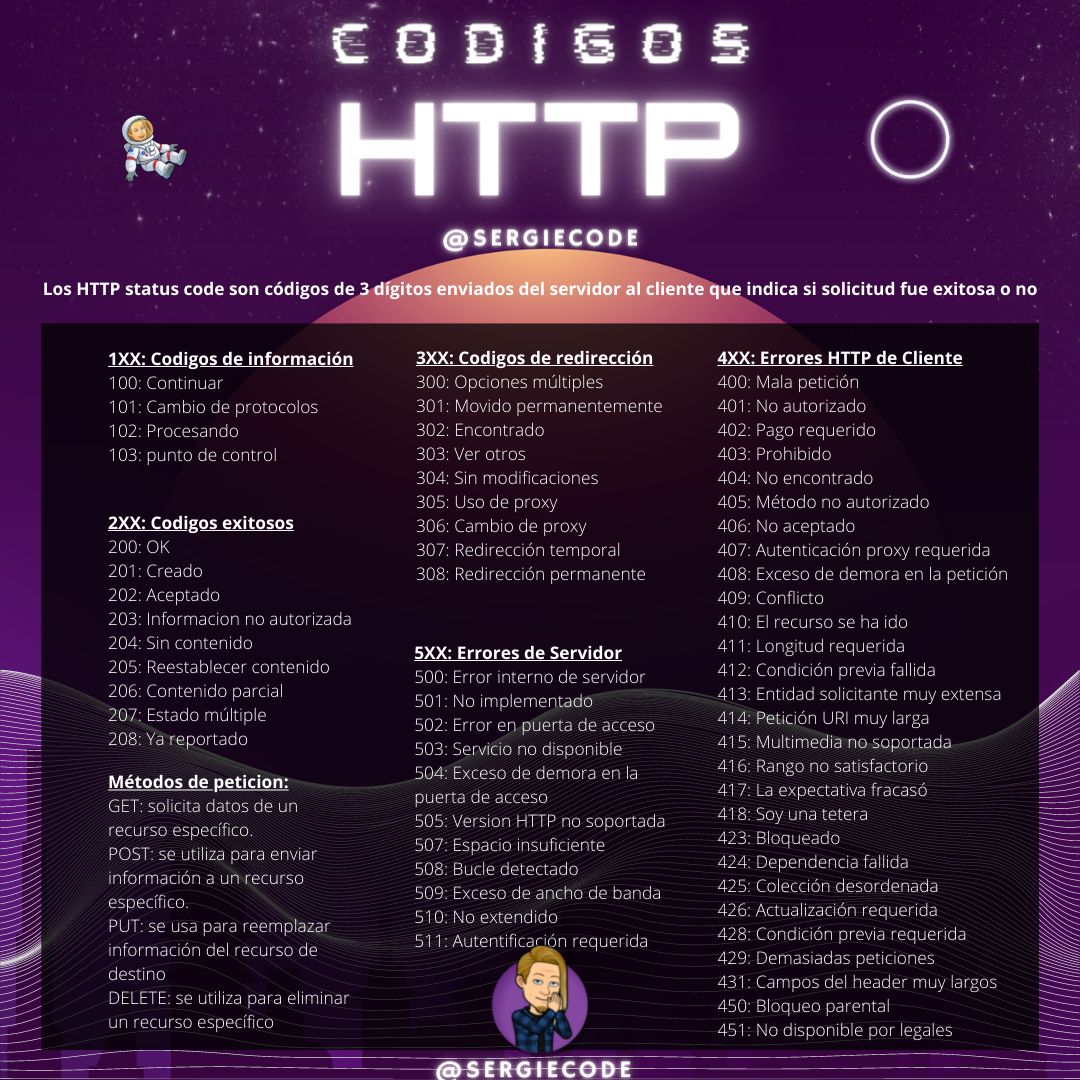 CODIGOS
HTTP
@SERGIECODE
Los HTTP status code son códigos de 3 dígitos enviados del servidor al cliente que indica si solicitud fue exitosa o no
1XX: Codigos de información
100: Continuar
101: Cambio de protocolos
102: Procesando
103: punto de control
2XX: Codigos exitosos
200: OK
201: Creado
202: Aceptado
203: Informacion no autorizada
204: Sin contenido
205: Reestablecer contenido
206: Contenido parcial
207: Estado múltiple
208: Ya reportado
Métodos de peticion:
GET: solicita datos de un
recurso específico.
POST: se utiliza para enviar
información a un recurso
específico.
PUT: se usa para reemplazar
información del recurso de
destino
DELETE: se utiliza para eliminar
un recurso específico
3XX: Codigos de redirección
300: Opciones múltiples
301: Movido permanentemente
302: Encontrado
303: Ver otros
304: Sin modificaciones
305: Uso de proxy
306: Cambio de proxy
307: Redirección temporal
308: Redirección permanente
5XX: Errores de Servidor
500: Error interno de servidor
501: No implementado
502: Error en puerta de acceso
503: Servicio no disponible
504: Exceso de demora en la
puerta de acceso
505: Version HTTP no soportada
507: Espacio insuficiente
508: Bucle detectado
509: Exceso de ancho de banda
510: No extendido
511: Autentificación requerida
4XX: Errores HTTP de Cliente
400: Mala petición
401: No autorizado
402: Pago requerido
403: Prohibido
404: No encontrado
405: Método no autorizado
406: No aceptado
407: Autenticación proxy requerida
408: Exceso de demora en la petición
409: Conflicto
410: El recurso se ha ido
411: Longitud requerida
412: Condición previa fallida
413: Entidad solicitante muy extensa
414: Petición URI muy larga
415: Multimedia no soportada
416: Rango no satisfactorio
417: La expectativa fracasó
418: Soy una tetera
423: Bloqueado
424: Dependencia fallida
425: Colección desordenada
426: Actualización requerida
428: Condición previa requerida
429: Demasiadas peticiones
431: Campos del header muy largos
450: Bloqueo parental
451: No disponible por legales
@SERGIECODE